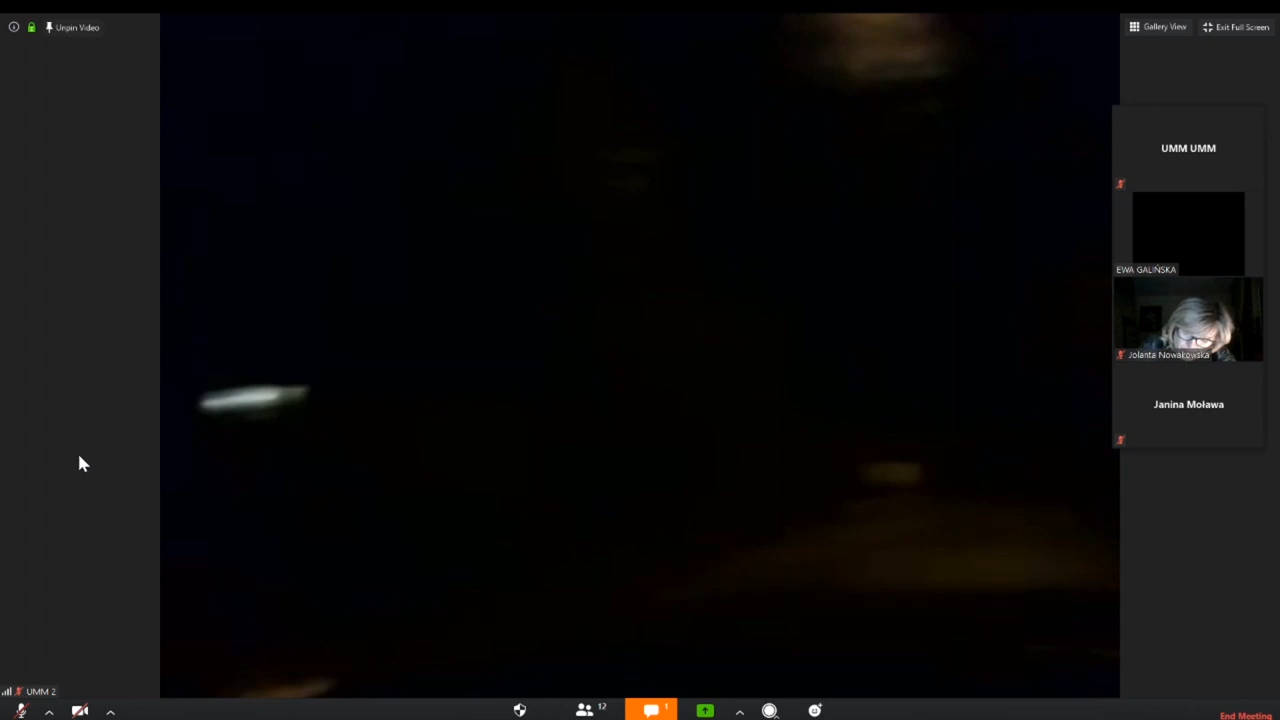 Unpin Video
Gallery View
Exit Full Screen
UMM UMM
EWA GALIŃSKA
Jolanta Nowakowska
Janina Moława
UMM 2
12
1
End Meeting